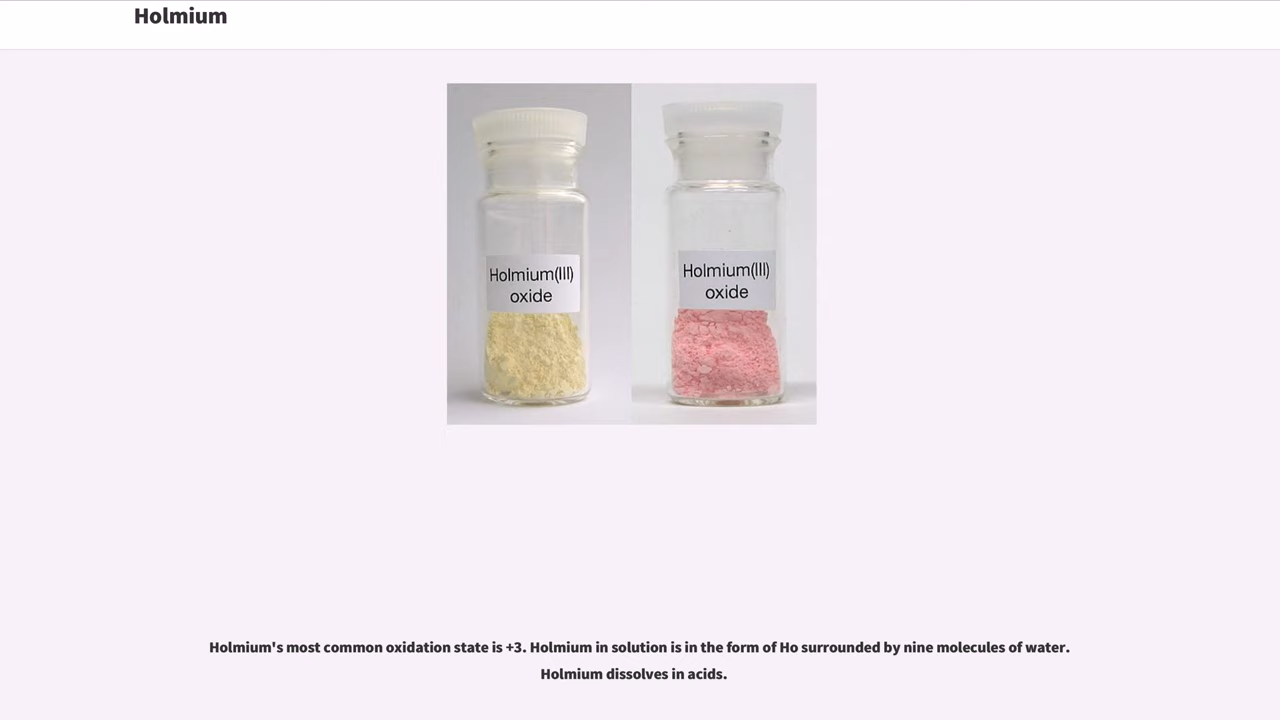 Holmium
Holmium(III)
oxide
Holmium(III)
oxide
Holmium's most common oxidation state is +3. Holmium in solution is in the form of Ho surrounded by nine molecules of water.
Holmium dissolves in acids.